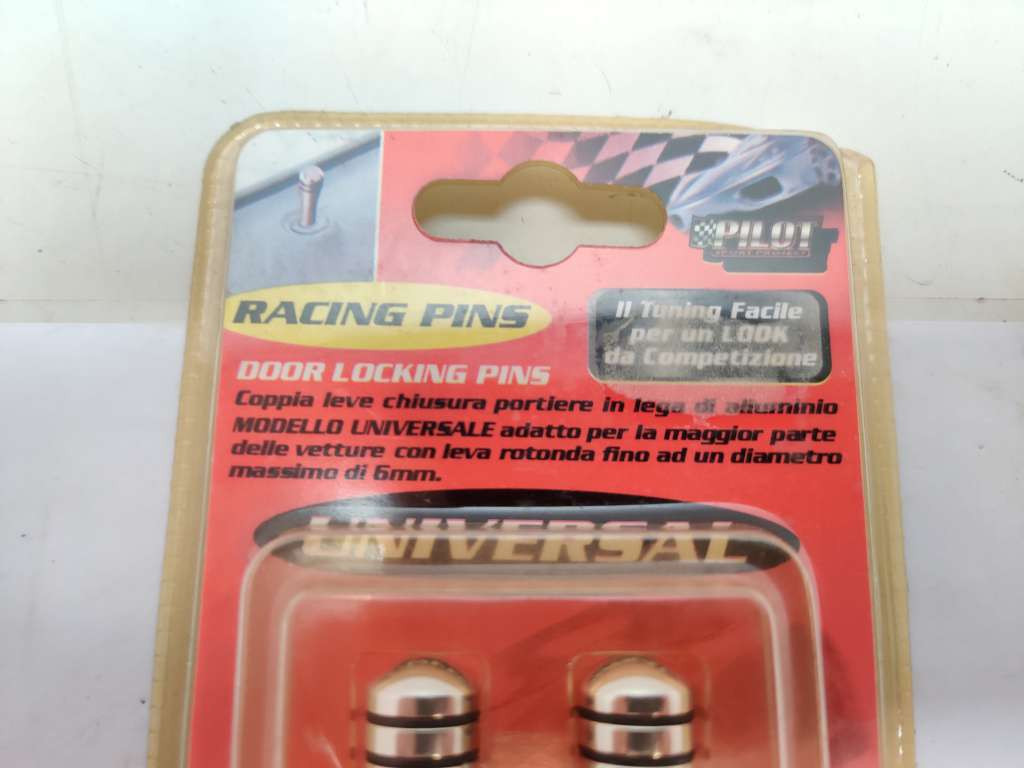 PILOT
SPORT PROJECT
RACING PINS
Il Tuning Facile
per un LOOK
da Competizione
DOOR LOCKING PINS
Coppia leve chiusura portiere in lega di alluminio
MODELLO UNIVERSALE adatto per la maggior parte
delle vetture con leva rotonda fino ad un diametro
massimo di 6mm.
UNIVERSAL